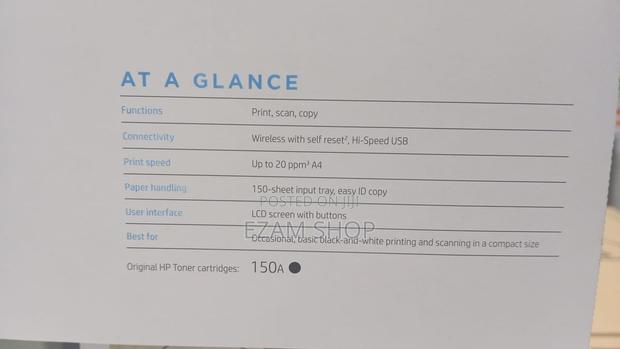 AT A GLANCE
Functions Print, scan, copy
Connectivity Wireless with self reset², Hi-Speed USB
Print speed Up to 20 ppm³ A4
Paper handling 150-sheet input tray, easy ID copy
POSTED ON JIJI
User interface LCD screen with buttons
EZAM SHOP
Best for Occasional, basic black-and-white printing and scanning in a compact size
Original HP Toner cartridges: 150A